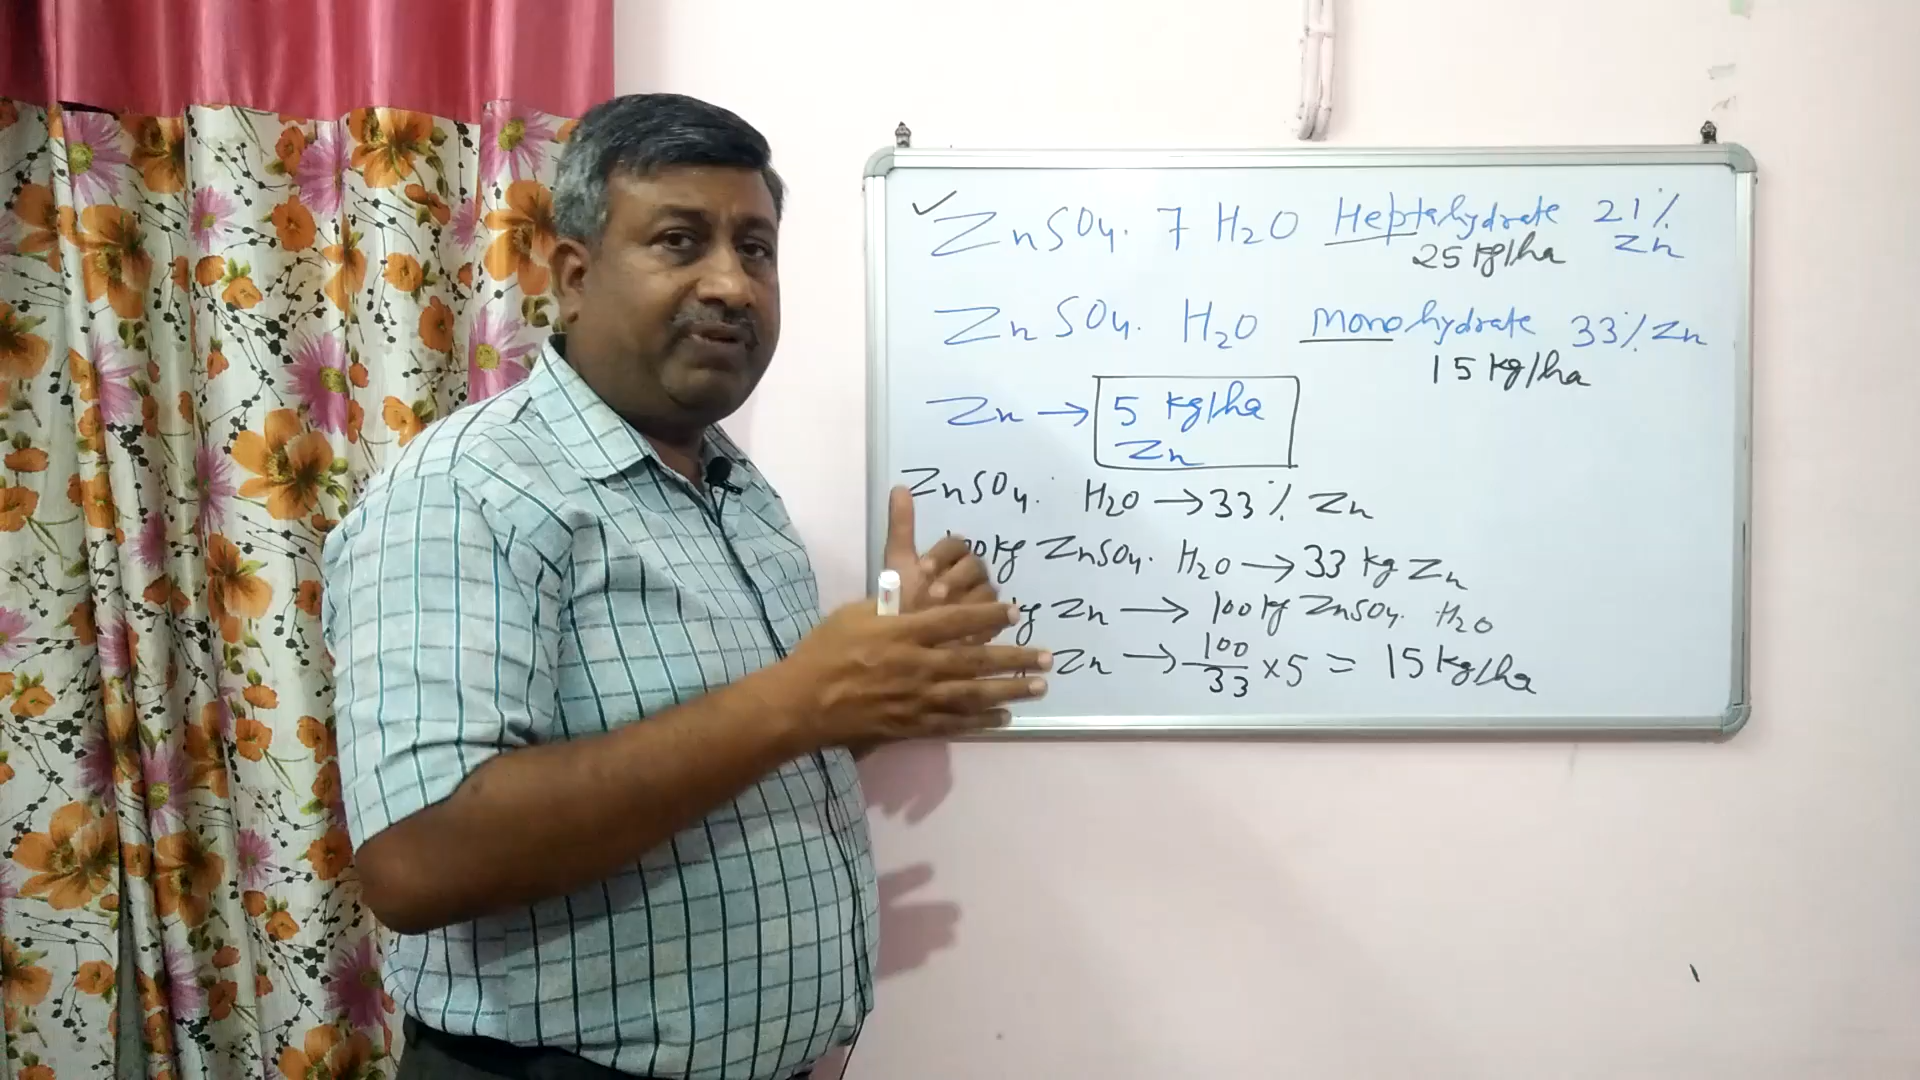 ✓ ZnSO4. 7 H2O Heptahydrate 21%
25 kg/ha Zn
ZnSO4. H2O Monohydrate 33% Zn
15 kg/ha
Zn → 5 kg/ha
Zn
ZnSO4. H2O → 33% Zn
100kg ZnSO4. H2O → 33 kg Zn
kg Zn → 100 kg ZnSO4. H2O
Zn → 100/33 × 5 = 15 kg/ha